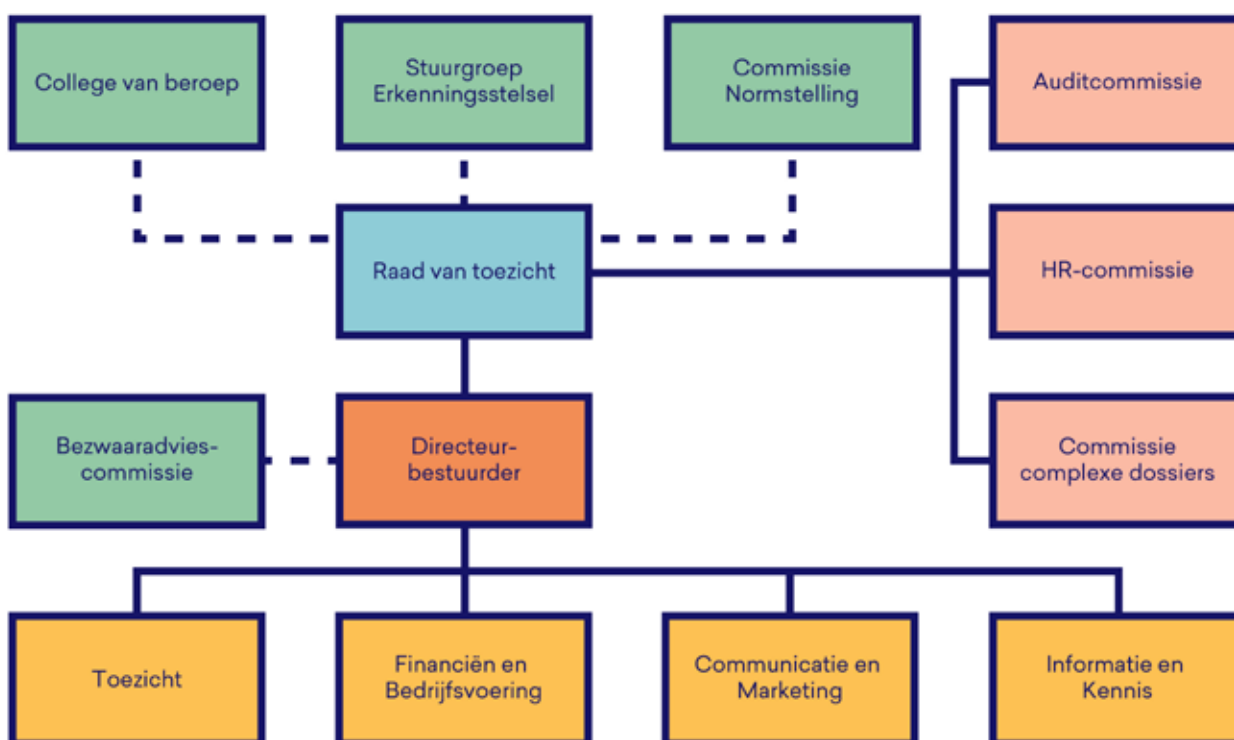 College van beroep
Stuurgroep
Erkenningsstelsel
Commissie
Normstelling
Auditcommissie
Raad van toezicht
HR-commissie
Bezwaaradvies-
commissie
Directeur-
bestuurder
Commissie
complexe dossiers
Toezicht
Financiën en
Bedrijfsvoering
Communicatie en
Marketing
Informatie en
Kennis